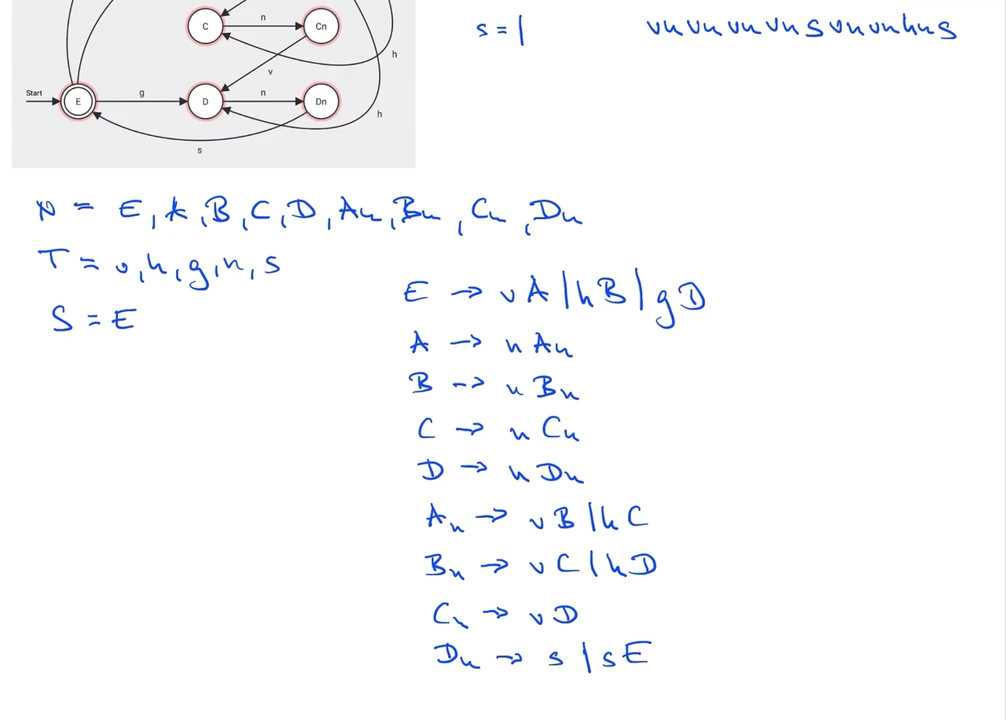 C n Cn
s = | vnvnvnvnsvnvnhns
h
v
Start E g D n Dn
h
s
N = E, A, B, C, D, An, Bn, Cn, Dn
T = v, h, g, n, s
S = E
E → vA | hB | gD
A → nAn
B → nBn
C → nCn
D → nDn
An → vB | hC
Bn → vC | hD
Cn → vD
Dn → s | sE